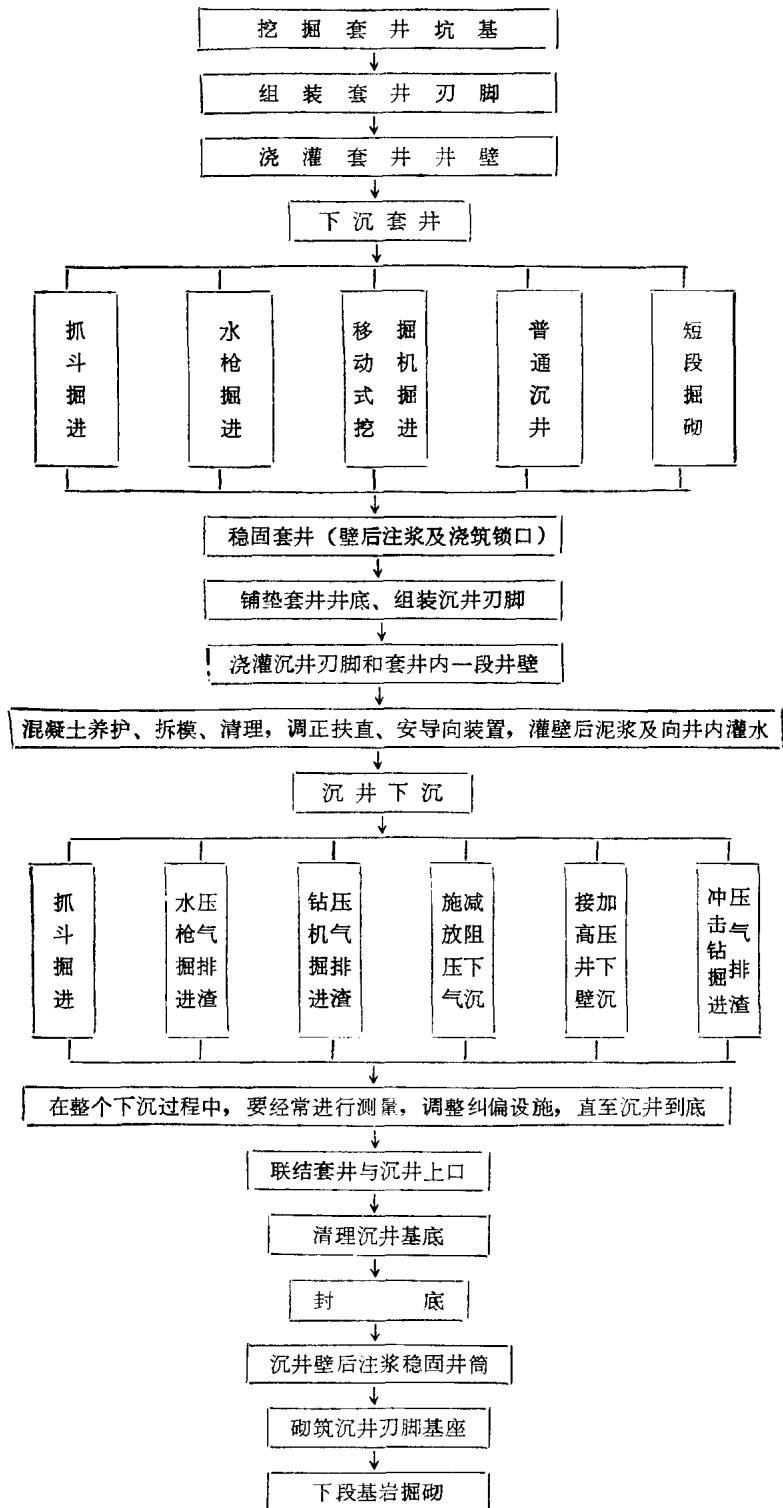 挖掘套井坑基
组装套井刃脚
浇灌套井井壁
下沉套井
抓斗掘进
水枪掘进
移动式挖
掘机掘进
普通沉井
短段掘砌
稳固套井（壁后注浆及浇筑锁口）
铺垫套井井底、组装沉井刃脚
浇灌沉井刃脚和套井内一段井壁
混凝土养护、拆模、清理，调正扶直、安导向装置，灌壁后泥浆及向井内灌水
沉井下沉
抓斗掘进
水枪掘进
压气排渣
钻机掘进
压气排渣
施放压气
减阻下沉
接高井壁
加压下沉
冲击钻掘进
压气排渣
在整个下沉过程中，要经常进行测量，调整纠偏设施，直至沉井到底
联结套井与沉井上口
清理沉井基底
封底
沉井壁后注浆稳固井筒
砌筑沉井刃脚基座
下段基岩掘砌